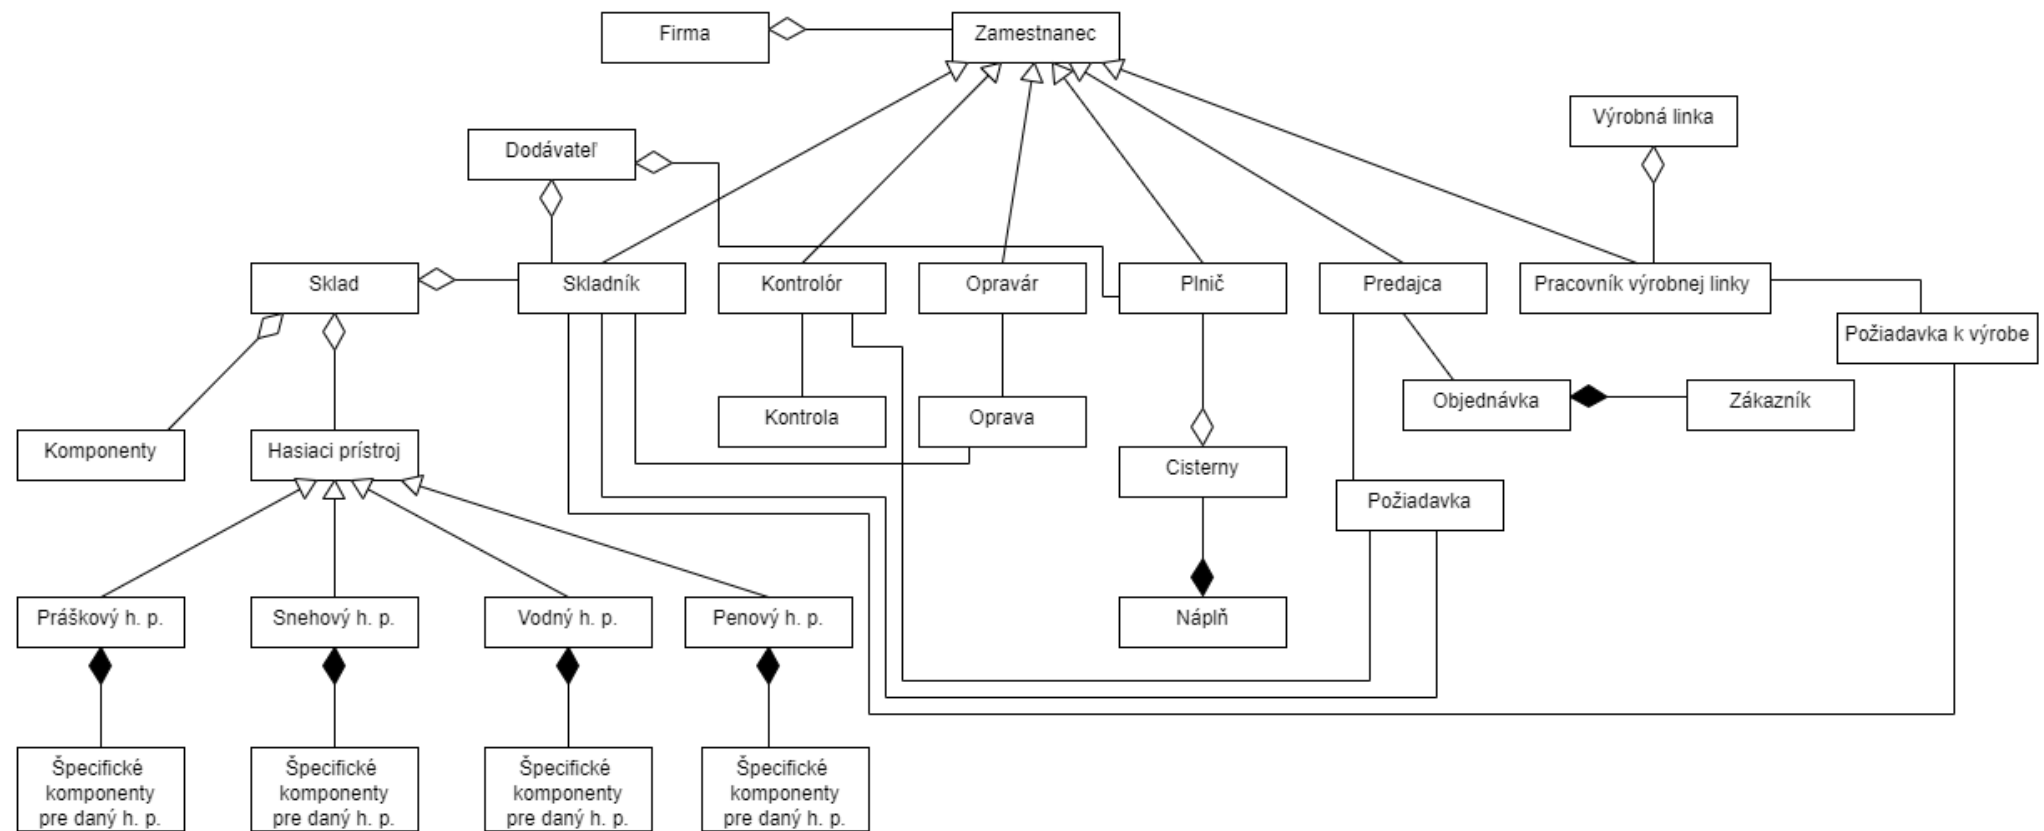 Firma
Zamestnanec
Výrobná linka
Dodávateľ
Sklad
Skladník
Kontrolór
Opravár
Plnič
Predajca
Pracovník výrobnej linky
Požiadavka k výrobe
Objednávka
Zákazník
Kontrola
Oprava
Komponenty
Hasiaci prístroj
Cisterny
Požiadavka
Práškový h. p.
Snehový h. p.
Vodný h. p.
Penový h. p.
Náplň
Špecifické
komponenty
pre daný h. p.
Špecifické
komponenty
pre daný h. p.
Špecifické
komponenty
pre daný h. p.
Špecifické
komponenty
pre daný h. p.